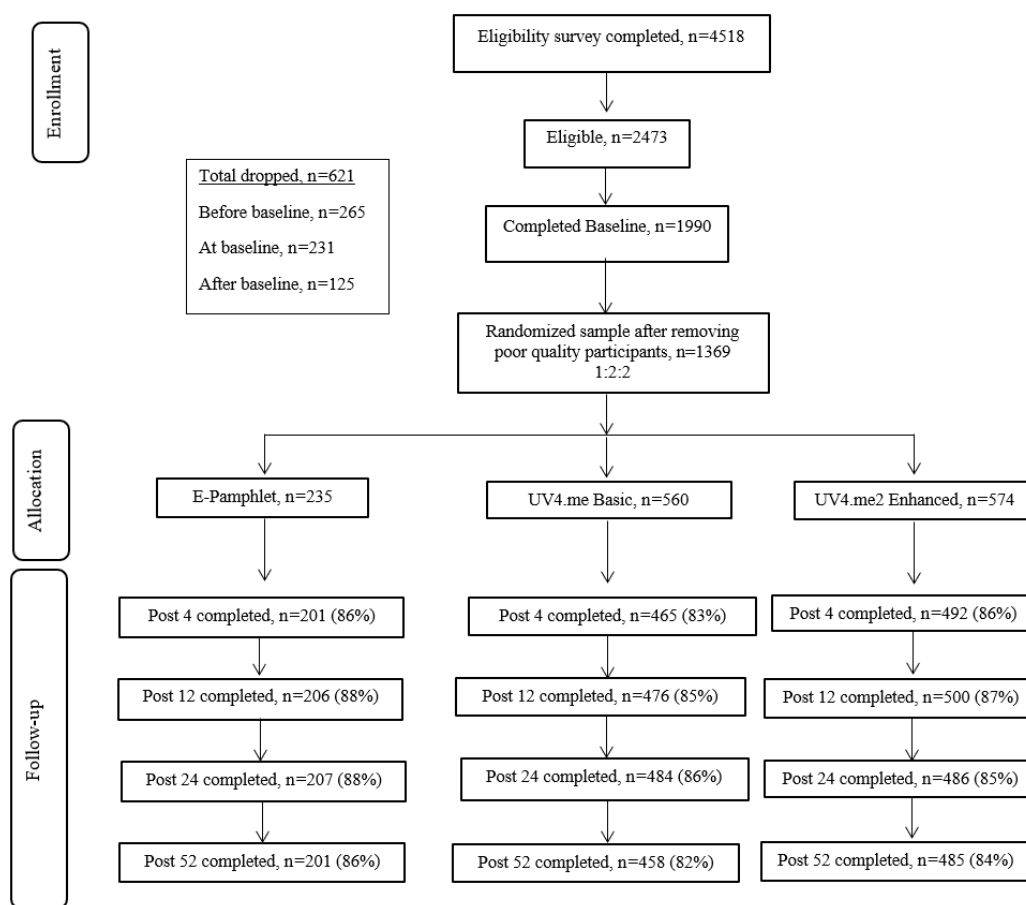 Enrollment
Eligibility survey completed, n=4518
Eligible, n=2473
Total dropped, n=621
Before baseline, n=265
At baseline, n=231
After baseline, n=125
Completed Baseline, n=1990
Randomized sample after removing
poor quality participants, n=1369
1:2:2
Allocation
E-Pamphlet, n=235
UV4.me Basic, n=560
UV4.me2 Enhanced, n=574
Follow-up
Post 4 completed, n=201 (86%)
Post 4 completed, n=465 (83%)
Post 4 completed, n=492 (86%)
Post 12 completed, n=206 (88%)
Post 12 completed, n=476 (85%)
Post 12 completed, n=500 (87%)
Post 24 completed, n=207 (88%)
Post 24 completed, n=484 (86%)
Post 24 completed, n=486 (85%)
Post 52 completed, n=201 (86%)
Post 52 completed, n=458 (82%)
Post 52 completed, n=485 (84%)